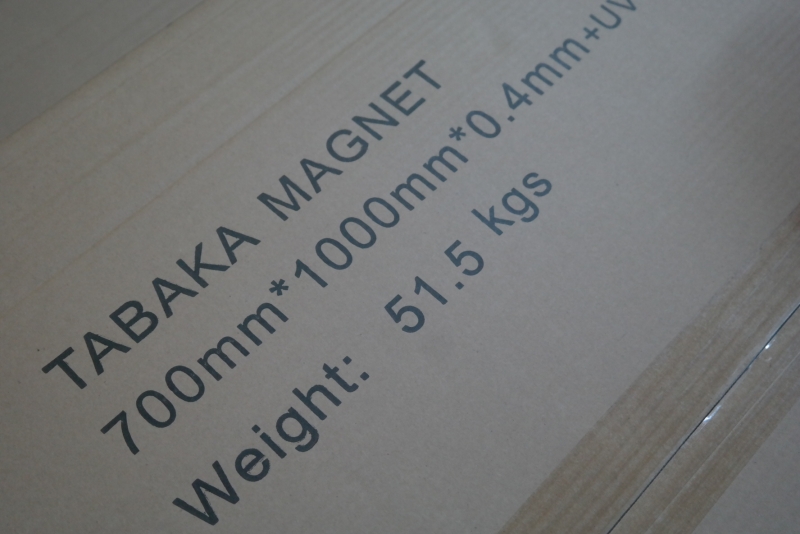 TABAKA MAGNET
700mm*1000mm*0.4mm+UV
Weight: 51.5 kgs